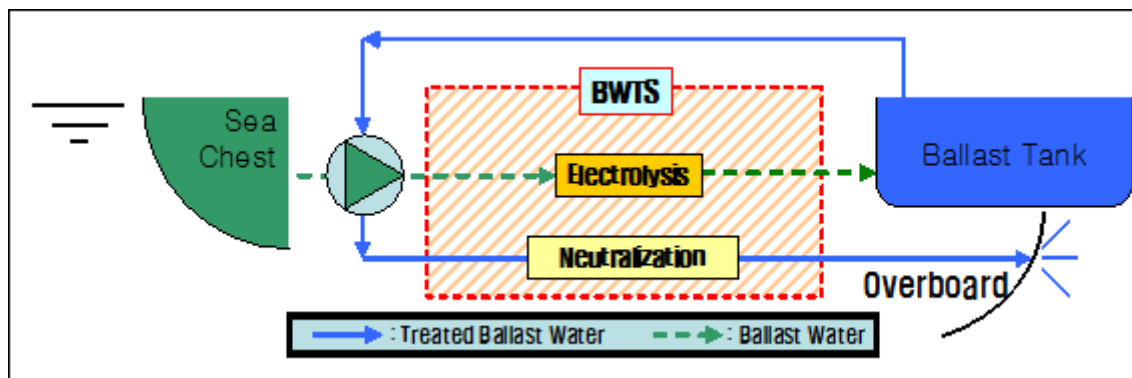 BWTS
Sea
Chest
Electrolysis
Ballast Tank
Neutralization
Overboard
: Treated Ballast Water
: Ballast Water